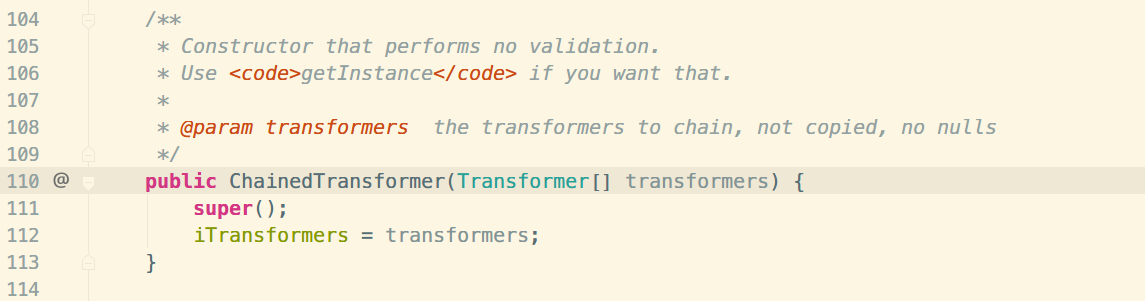 104 /**
105 * Constructor that performs no validation.
106 * Use <code>getInstance</code> if you want that.
107 *
108 * @param transformers  the transformers to chain, not copied, no nulls
109 */
110 @ public ChainedTransformer(Transformer[] transformers) {
111 super();
112 iTransformers = transformers;
113 }
114